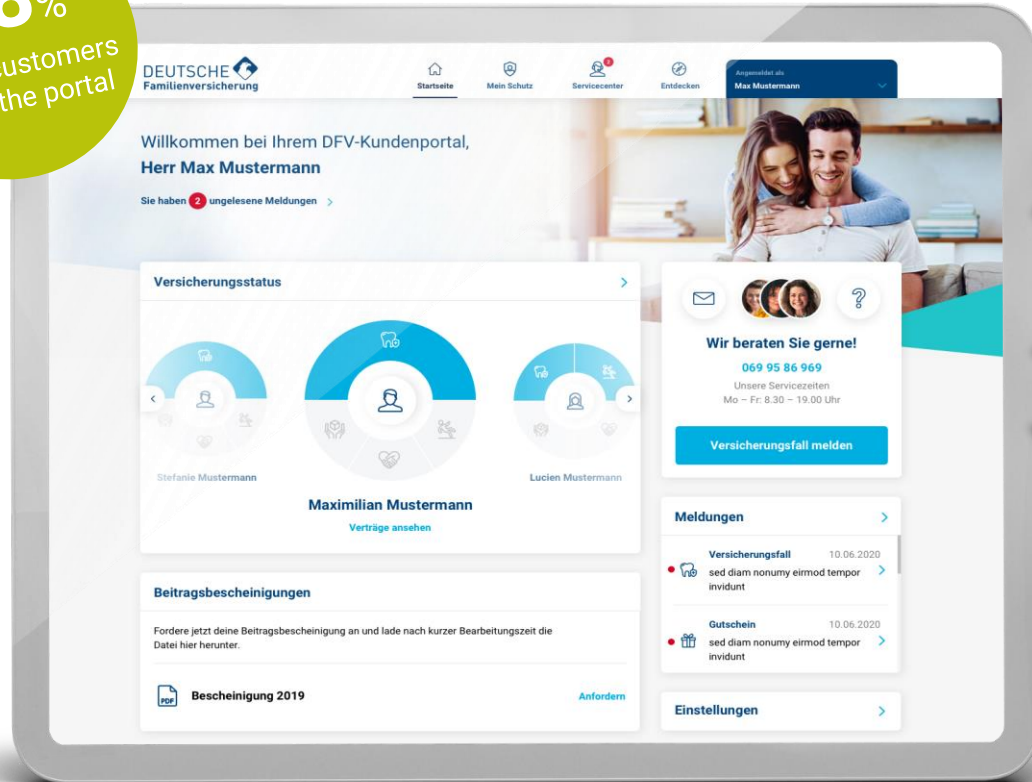 %
customers
the portal
DEUTSCHE
Familienversicherung
Startseite
Mein Schutz
2
Servicecenter
Entdecken
Angemeldet als
Max Mustermann
Willkommen bei Ihrem DFV-Kundenportal,
Herr Max Mustermann
Sie haben 2 ungelesene Meldungen
Versicherungsstatus
Stefanie Mustermann
Lucien Mustermann
Maximilian Mustermann
Verträge ansehen
Beitragsbescheinigungen
Fordere jetzt deine Beitragsbescheinigung an und lade nach kurzer Bearbeitungszeit die
Datei hier herunter.
PDF
Bescheinigung 2019
Anfordern
?
Wir beraten Sie gerne!
069 95 86 969
Unsere Servicezeiten
Mo – Fr: 8.30 – 19.00 Uhr
Versicherungsfall melden
Meldungen
Versicherungsfall 10.06.2020
sed diam nonumy eirmod tempor
invidunt
Gutschein 10.06.2020
sed diam nonumy eirmod tempor
invidunt
Einstellungen